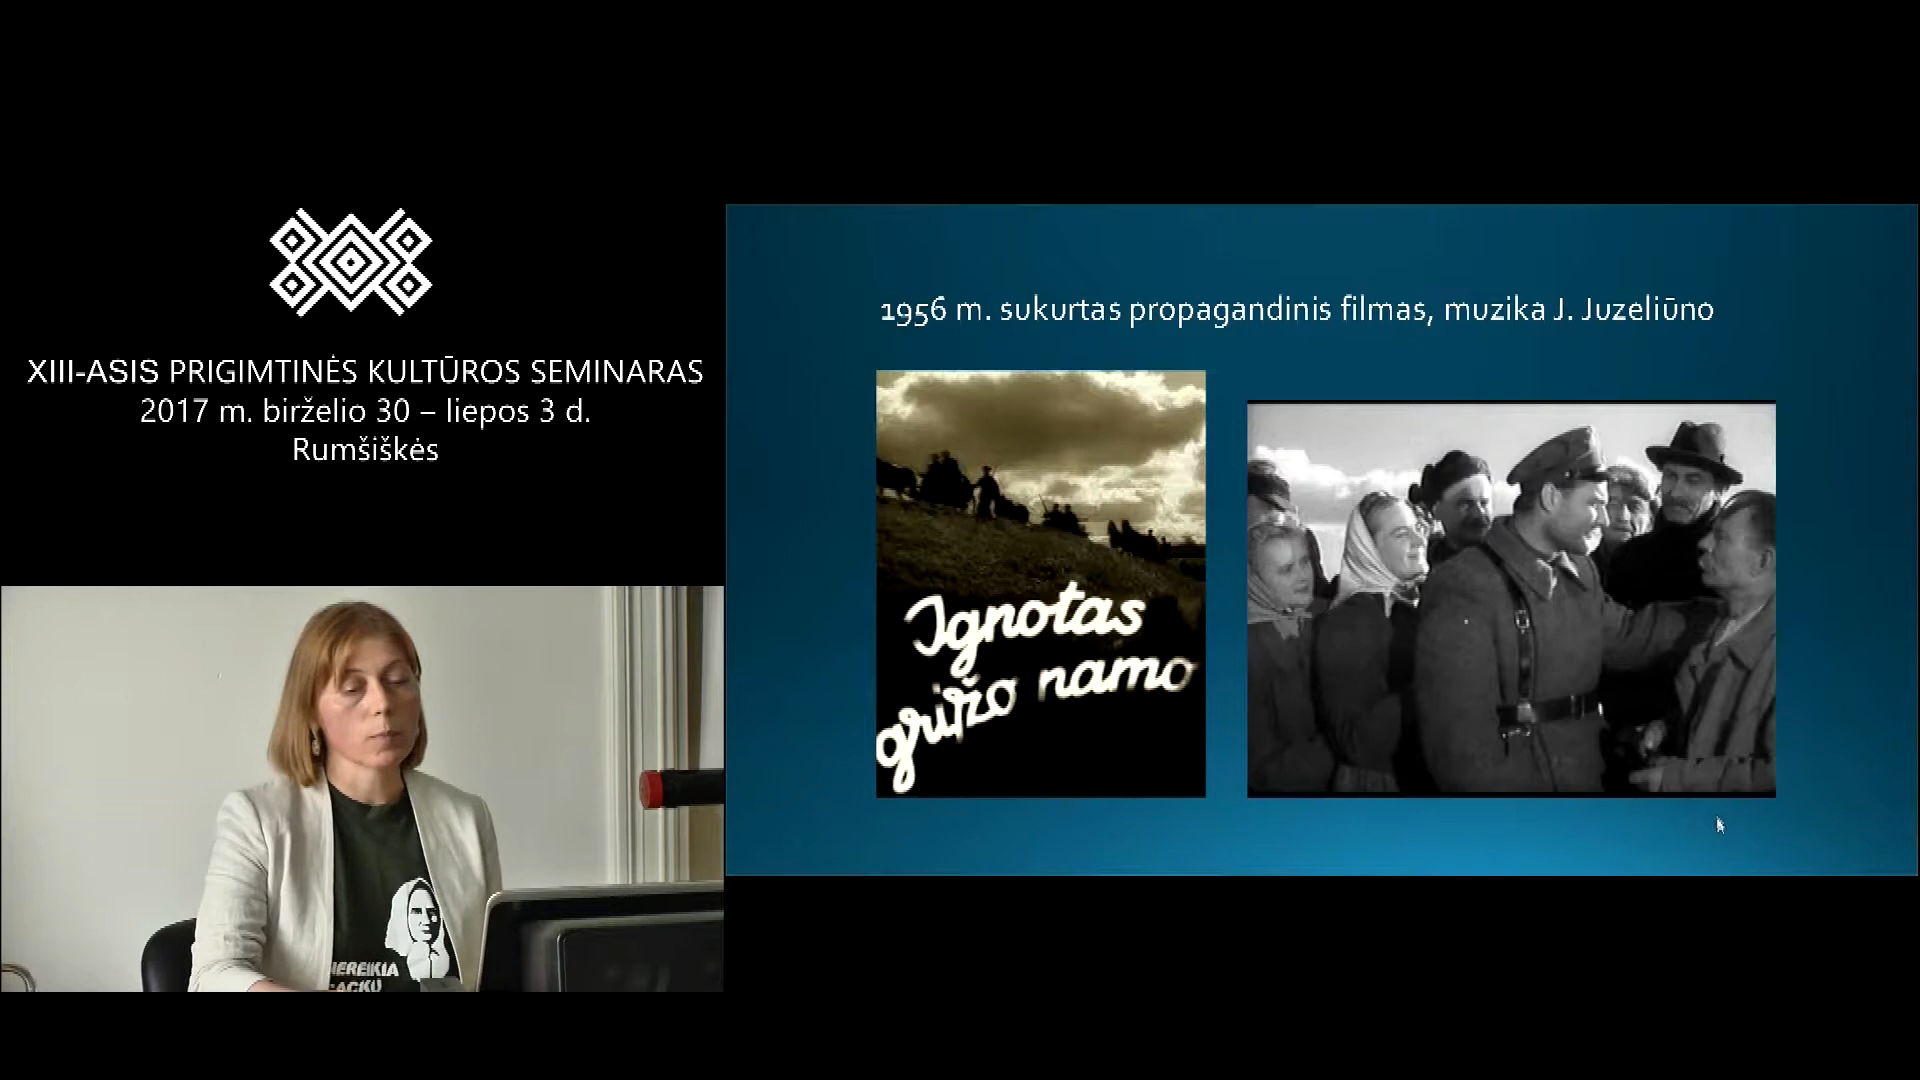 XIII-ASIS PRIGIMTINĖS KULTŪROS SEMINARAS
2017 m. birželio 30 – liepos 3 d.
Rumšiškės
1956 m. sukurtas propagandinis filmas, muzika J. Juzeliūno
Ignotas
grįžo namo